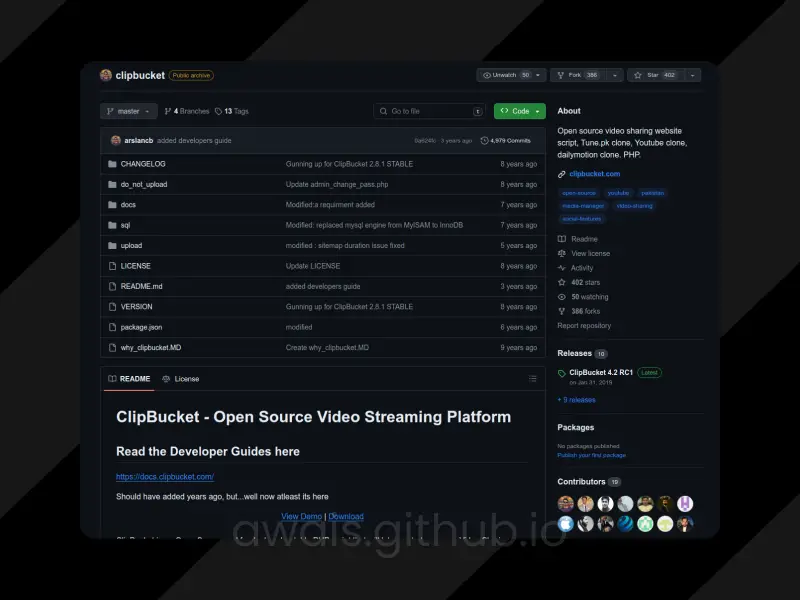 clipbucket Public archive
Unwatch 50 Fork 386 Star 402
master 4 Branches 13 Tags Go to file t Code
arslancb added developers guide 3 years ago 4,979 Commits
CHANGELOG Gunning up for ClipBucket 2.8.1 STABLE 8 years ago
do_not_upload Update admin_change_pass.php 8 years ago
docs Modified:a requirment added 7 years ago
sql Modified: replaced mysql engine from MyISAM to InnoDB 7 years ago
upload modified : sitemap duration issue fixed 5 years ago
LICENSE Update LICENSE 8 years ago
README.md added developers guide 3 years ago
VERSION Gunning up for ClipBucket 2.8.1 STABLE 8 years ago
package.json modified 6 years ago
why_clipbucket.MD Create why_clipbucket.MD 9 years ago
README License
ClipBucket - Open Source Video Streaming Platform
Read the Developer Guides here
https://docs.clipbucket.com/
Should have added years ago, but...well now atleast its here
View Demo | Download
About
Open source video sharing website
script, Tune.pk clone, Youtube clone,
dailymotion clone. PHP.
clipbucket.com
open-source youtube pakistan
media-manager video-sharing
social-features
Readme
View license
Activity
402 stars
50 watching
386 forks
Report repository
Releases 10
ClipBucket 4.2 RC1 Latest
on Jan 31, 2019
+ 9 releases
Packages
No packages published
Publish your first package
Contributors 19
awais.github.io